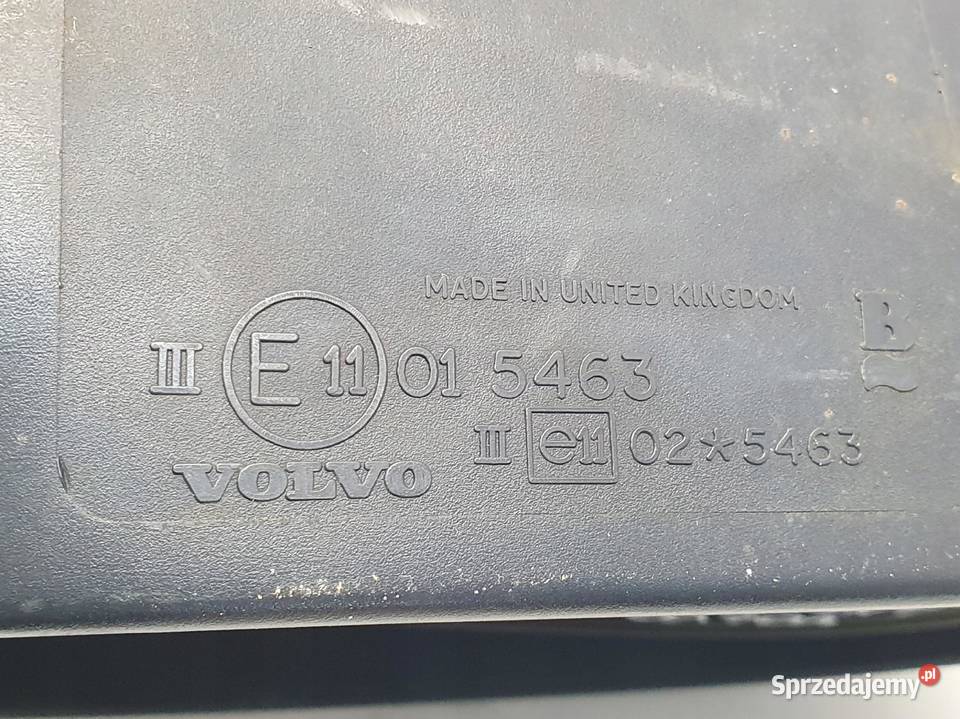 MADE IN UNITED KINGDOM
B
III E 11 01 5463
III e11 02*5463
VOLVO
Sprzedajemy.pl